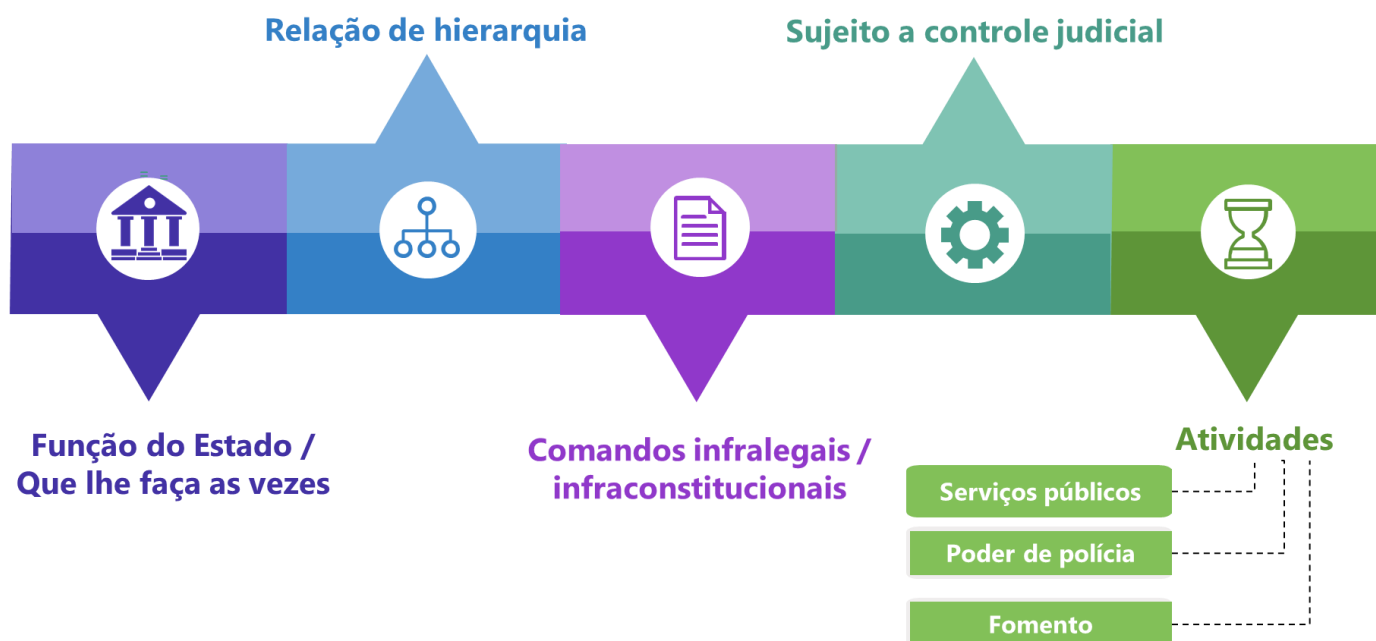 Relação de hierarquia
Sujeito a controle judicial
Função do Estado /
Que lhe faça as vezes
Comandos infralegais /
infraconstitucionais
Atividades
Serviços públicos
Poder de polícia
Fomento